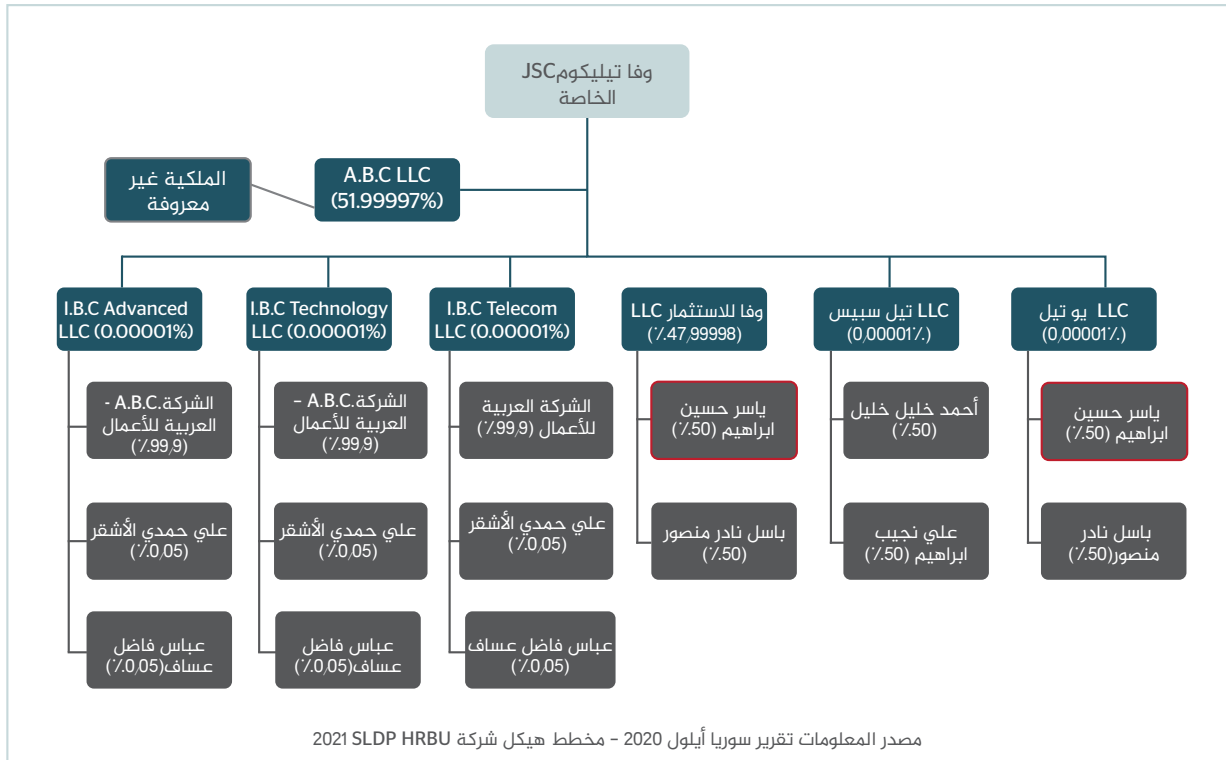 وفا تيليكوم JSC
الخاصة
A.B.C LLC
(51.99997%)
الملكية غير
معروفة
I.B.C Advanced
LLC (0.00001%)
I.B.C Technology
LLC (0.00001%)
I.B.C Telecom
LLC (0.00001%)
وفا للاستثمار LLC
(47,99998.٪)
LLC تيل سبيس
(0,00001٪.)
LLC يو تيل
(0,00001٪.)
الشركة.A.B.C -
العربية للأعمال
(99,9.٪)
الشركة.A.B.C –
العربية للأعمال
(99,9.٪)
الشركة العربية
للأعمال (99,9.٪)
ياسر حسين
ابراهيم (50.٪)
أحمد خليل خليل
(50.٪)
ياسر حسين
ابراهيم (50.٪)
علي حمدي الأشقر
(0,05.٪)
علي حمدي الأشقر
(0,05.٪)
علي حمدي الأشقر
(0,05.٪)
باسل نادر منصور
(50.٪)
علي نجيب
ابراهيم (50.٪)
باسل نادر
منصور(50.٪)
عباس فاضل
عساف(0,05.٪)
عباس فاضل
عساف(0,05.٪)
عباس فاضل عساف
(0,05.٪)
مصدر المعلومات تقرير سوريا أيلول 2020 - مخطط هيكل شركة SLDP HRBU 2021